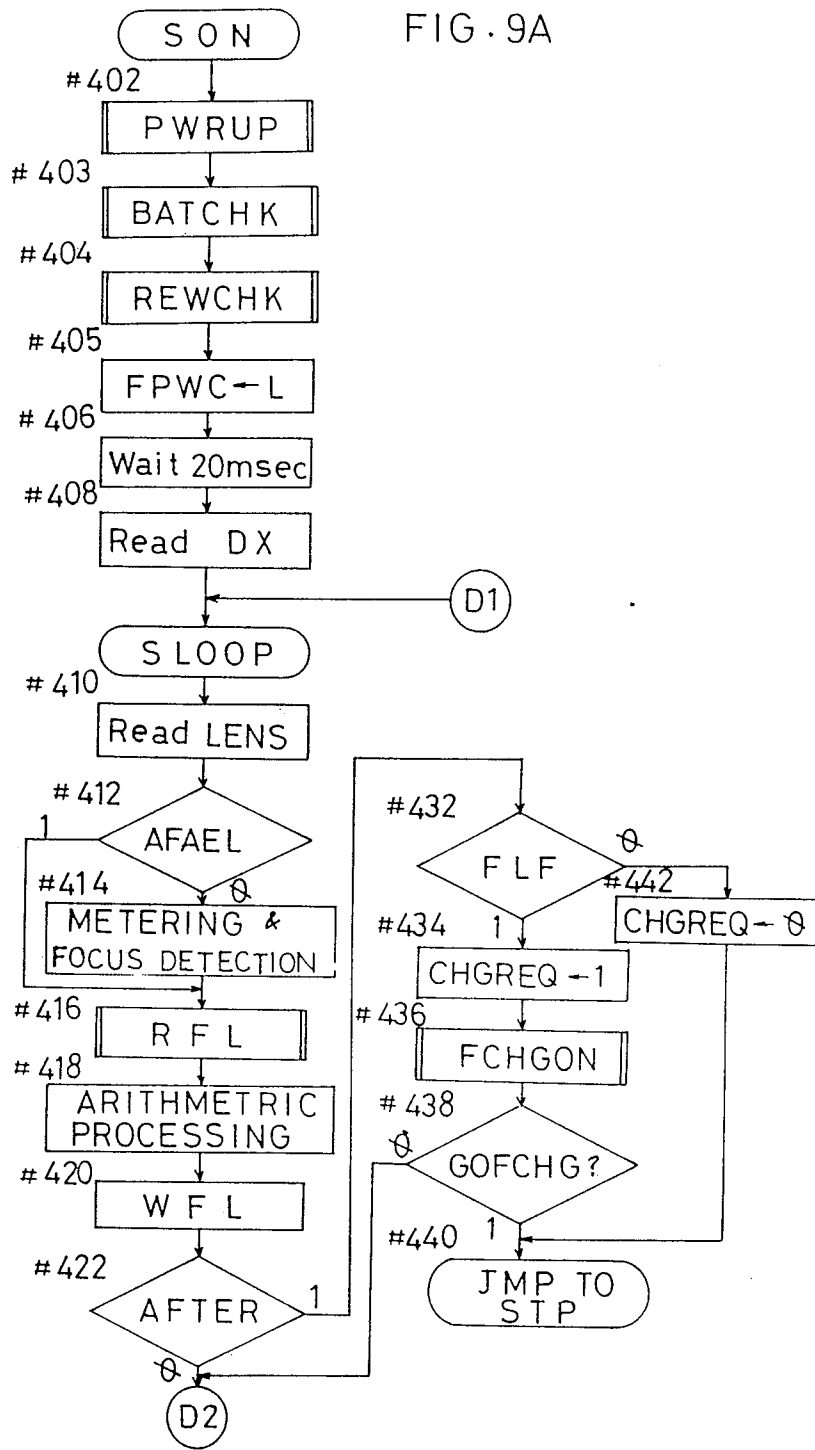 FIG.9A
SON
#402
PWRUP
#403
BATCHK
#404
REWCHK
#405
FPWC←L
#406
Wait 20msec
#408
Read DX
D1
SLOOP
#410
Read LENS
#412
AFAEL
1
0
#414
METERING &
FOCUS DETECTION
#416
RFL
#418
ARITHMETRIC
PROCESSING
#420
WFL
#422
AFTER
1
0
D2
#432
FLF
0
1
#442
CHGREQ←0
#434
CHGREQ←1
#436
FCHGON
#438
GOFCHG?
0
1
#440
JMP TO
STP